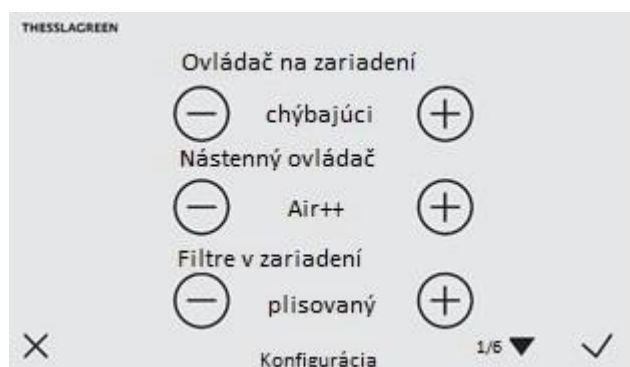 THESSLAGREEN
Ovládač na zariadení
chýbajúci
Nástenný ovládač
Air++
Filtre v zariadení
plisovaný
1/6
Konfigurácia